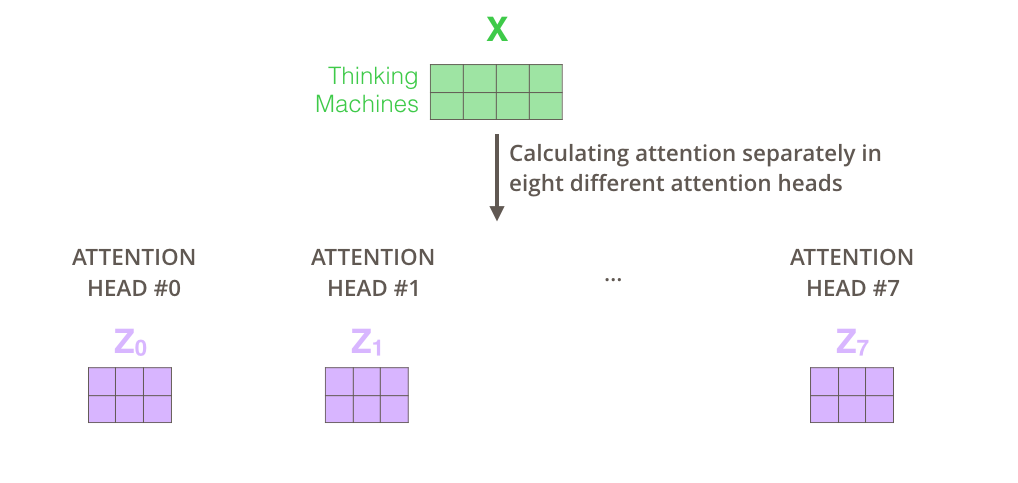 X
Thinking
Machines
Calculating attention separately in
eight different attention heads
ATTENTION
HEAD #0
ATTENTION
HEAD #1
...
ATTENTION
HEAD #7
Z0
Z1
Z7